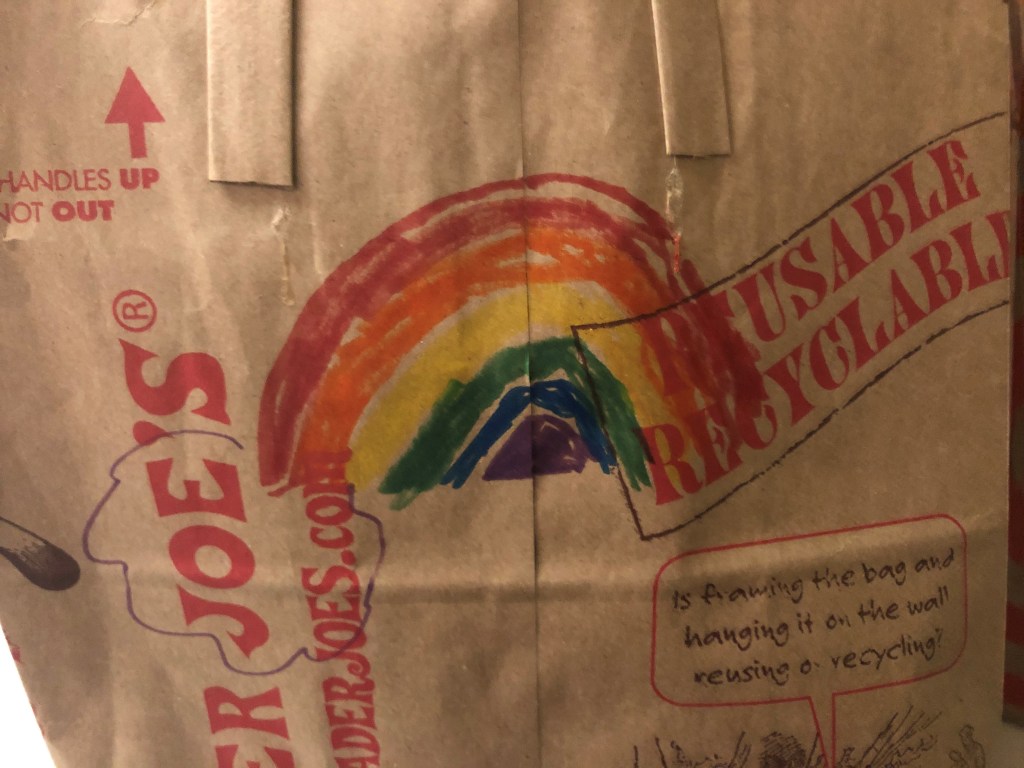 HANDLES UP
NOT OUT
ER JOE'S®
ADERJOES.COM
REUSABLE
RECYCLABLE
Is framing the bag and
hanging it on the wall
reusing or recycling?